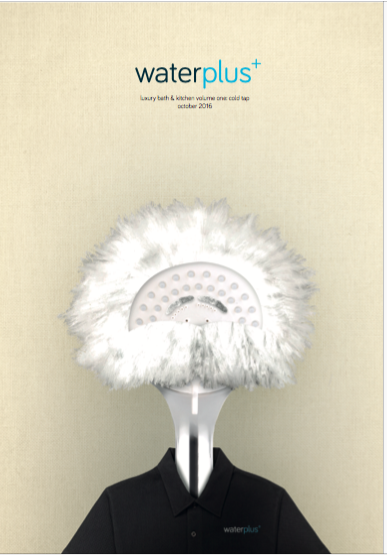 waterplus+
luxury bath & kitchen volume one: cold tap
october 2016
waterplus+